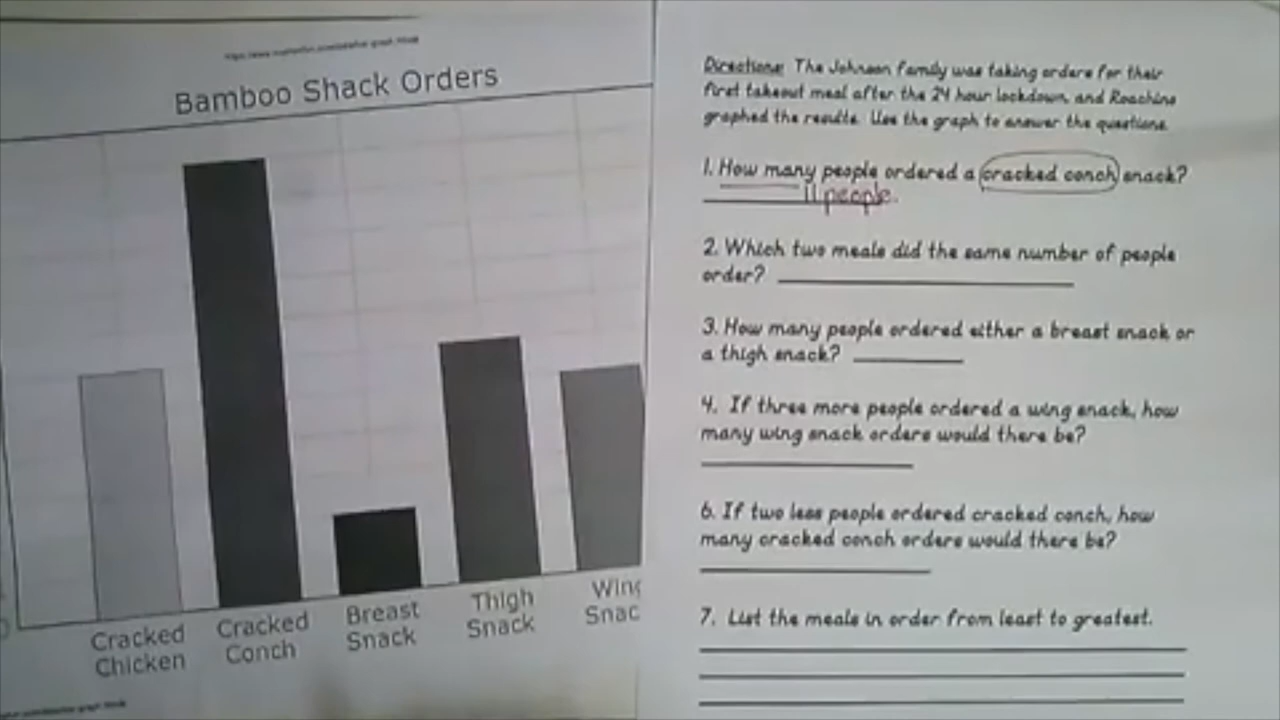 Bamboo Shack Orders
Cracked
Chicken
Cracked
Conch
Breast
Snack
Thigh
Snack
Wing
Snac
Directions: The Johnson family was taking orders for their
first takeout meal after the 24 hour lockdown, and Roachino
graphed the results. Use the graph to answer the questions.
1. How many people ordered a cracked conch snack?
11 people.
2. Which two meals did the same number of people
order?
3. How many people ordered either a breast snack or
a thigh snack?
4. If three more people ordered a wing snack, how
many wing snack orders would there be?
6. If two less people ordered cracked conch, how
many cracked conch orders would there be?
7. List the meals in order from least to greatest.